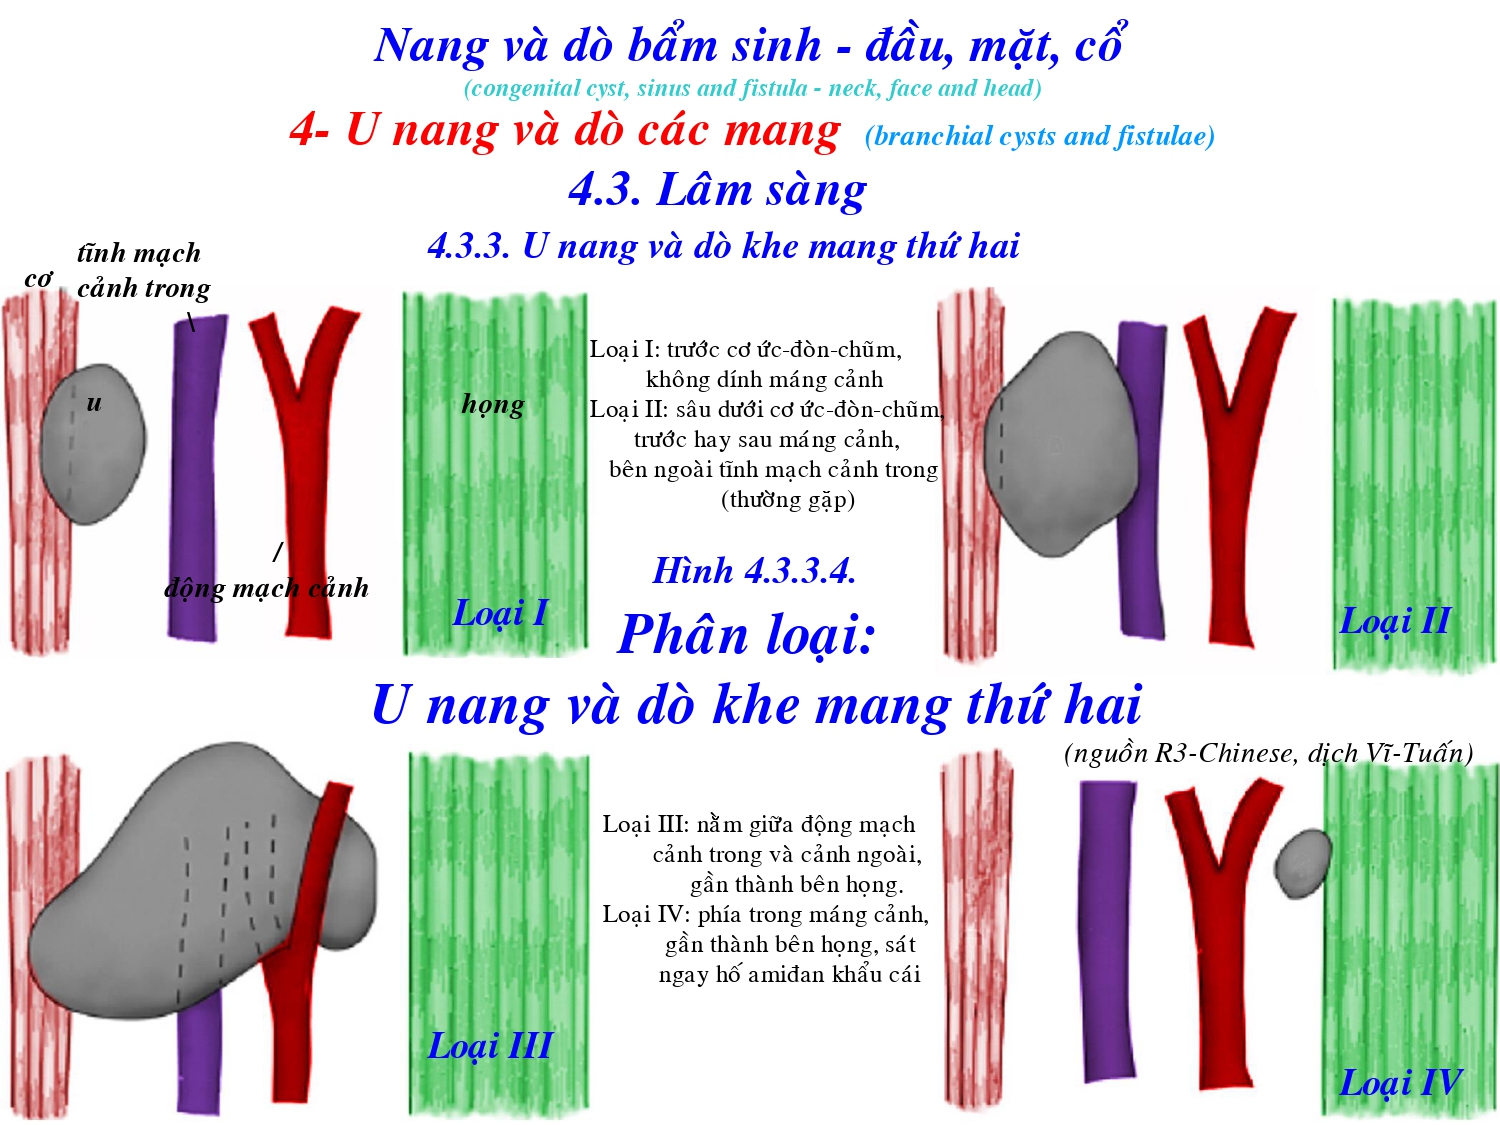 Nang và dò bẩm sinh - đầu, mặt, cổ
(congenital cyst, sinus and fistula - neck, face and head)
4- U nang và dò các mang (branchial cysts and fistulae)
4.3. Lâm sàng
4.3.3. U nang và dò khe mang thứ hai
cơ
tĩnh mạch
cảnh trong
u
họng
động mạch cảnh
Loại I
Loại I: trước cơ ức-đòn-chũm,
không dính máng cảnh
Loại II: sâu dưới cơ ức-đòn-chũm,
trước hay sau máng cảnh,
bên ngoài tĩnh mạch cảnh trong
(thường gặp)
Loại II
Hình 4.3.3.4.
Phân loại:
U nang và dò khe mang thứ hai
(nguồn R3-Chinese, dịch Vĩ-Tuấn)
Loại III: nằm giữa động mạch
cảnh trong và cảnh ngoài,
gần thành bên họng.
Loại IV: phía trong máng cảnh,
gần thành bên họng, sát
ngay hố amiđan khẩu cái
Loại III
Loại IV